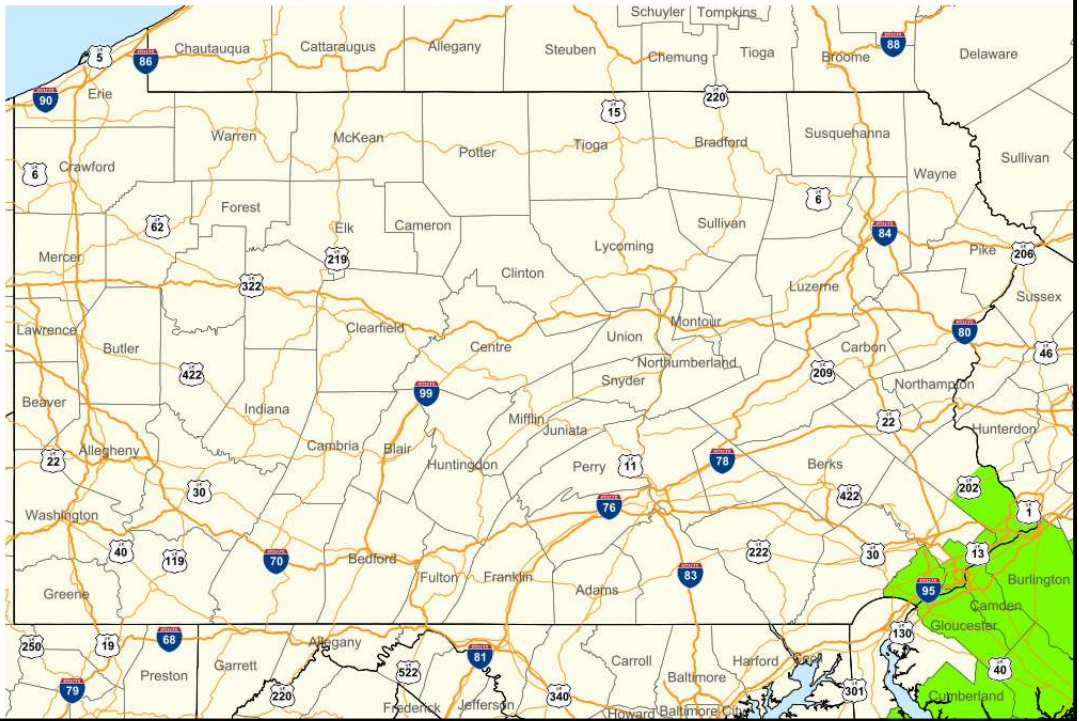 Schuyler Tompkins
Chautauqua
Cattaraugus
Allegany
Steuben
Chemung
Tioga
Broome
88
Delaware
5
86
90
Erie
220
15
Warren
McKean
Potter
Tioga
Bradford
Susquehanna
Sullivan
Crawford
6
Wayne
6
Forest
62
Elk
Cameron
Sullivan
Lycoming
84
Pike
206
Mercer
219
Clinton
322
Luzerne
Sussex
Lawrence
Clearfield
Montour
80
Butler
Centre
Union
Carbon
46
422
Northumberland
209
Snyder
Northampton
99
Beaver
Indiana
Mifflin
Juniata
22
Hunterdon
Cambria
Blair
Allegheny
22
Huntingdon
Perry
11
78
Berks
30
422
202
76
1
Washington
40
119
70
Bedford
222
30
13
Fulton
Franklin
83
Burlington
Greene
Adams
95
Camden
Gloucester
250
19
68
Allegany
130
Garrett
81
Carroll
Harford
Cecil
40
Preston
522
Baltimore
79
220
340
301
Cumberland
Frederick
Jefferson
Howard
Baltimore City